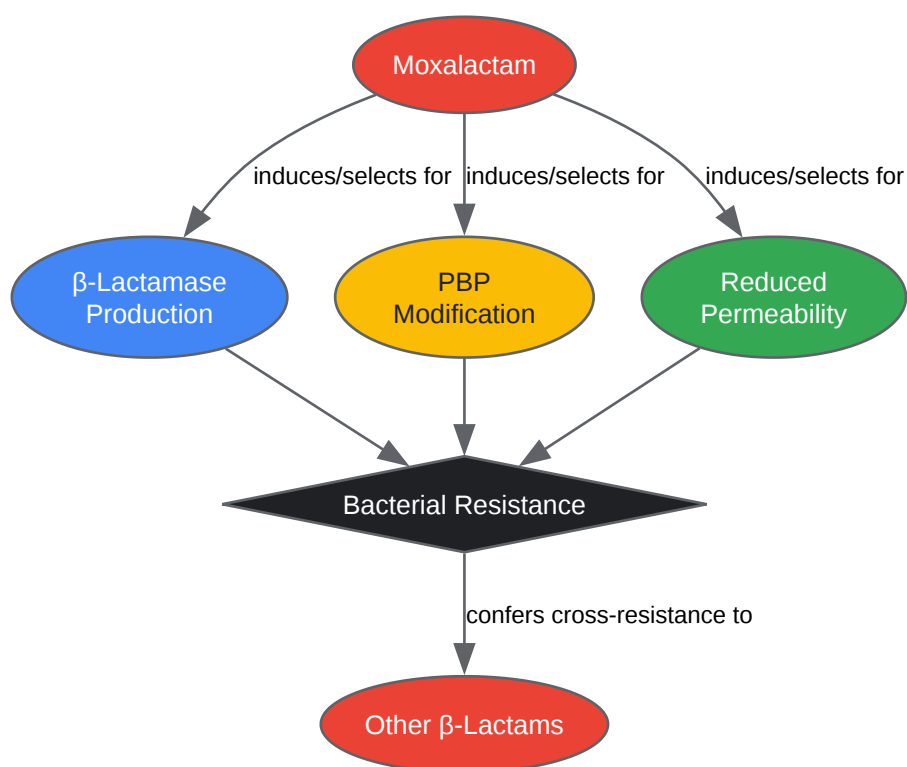 Moxalactam
induces/selects for
induces/selects for
induces/selects for
β-Lactamase
Production
PBP
Modification
Reduced
Permeability
Bacterial Resistance
confers cross-resistance to
Other β-Lactams